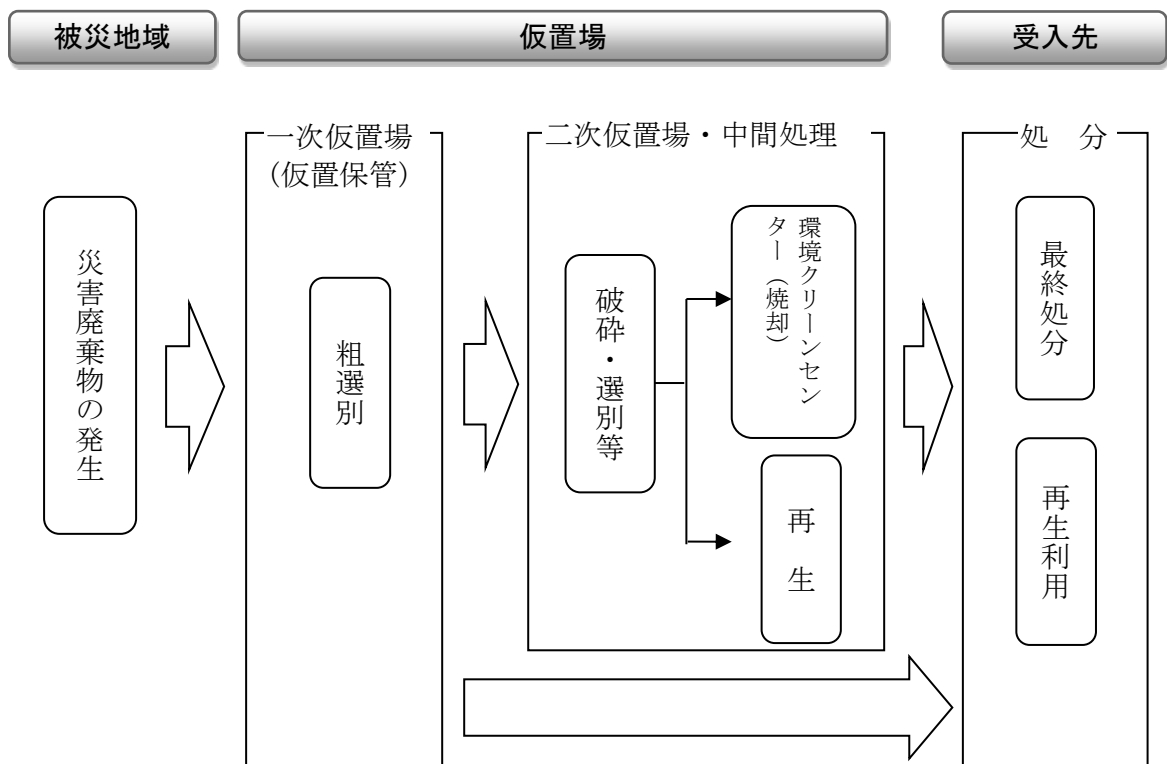 被災地域
仮置場
受入先
一次仮置場
(仮置保管)
二次仮置場・中間処理
処　分
災害廃棄物の発生
粗選別
破砕・選別等
環境クリーンセン
ター(焼却)
再　生
最終処分
再生利用